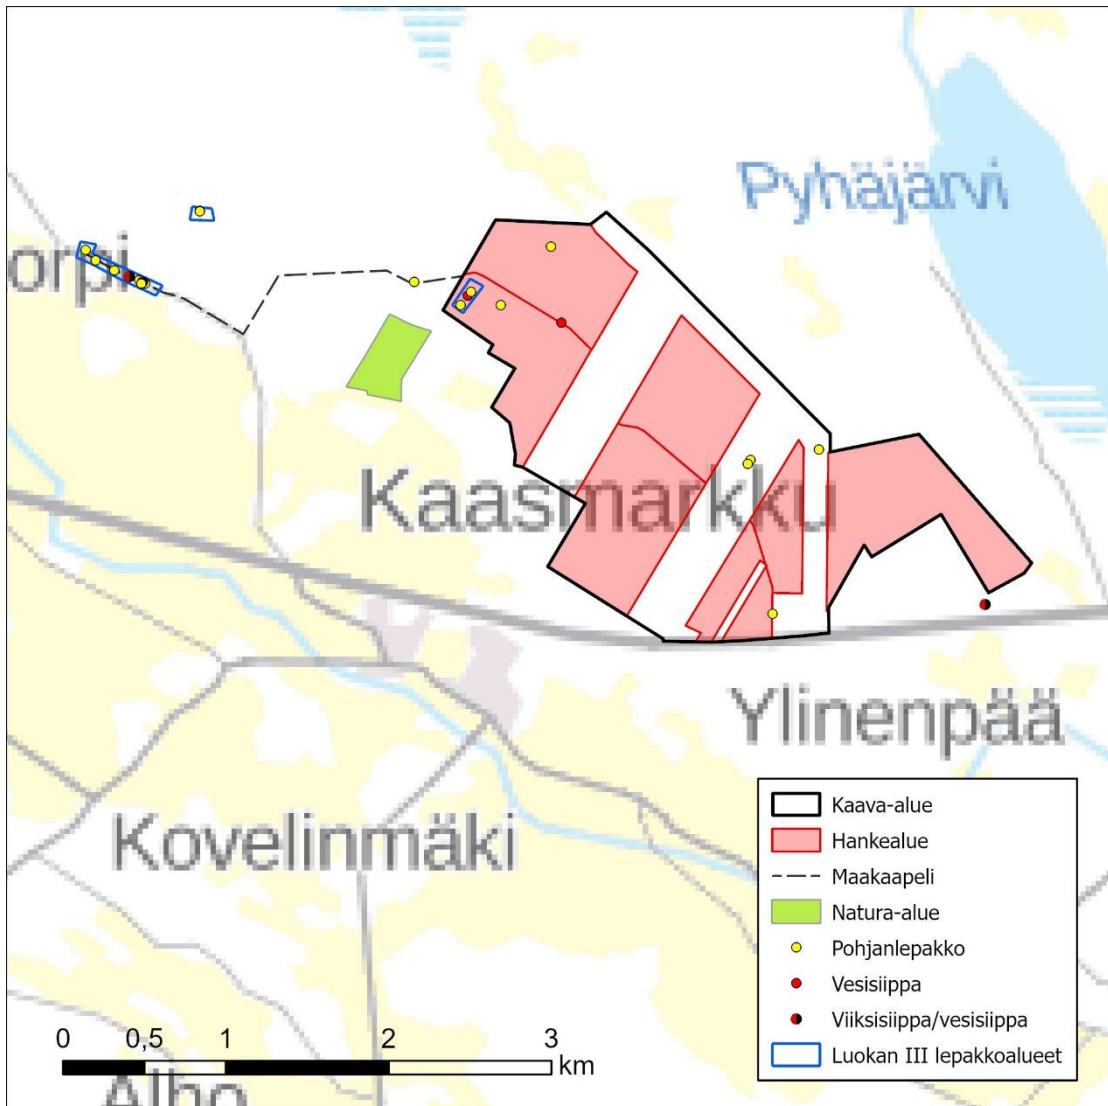 Pyhäjärvi
orpi
Kaasmarkku
Ylinenpää
Kovelinmäki
Kaava-alue
Hankealue
Maakaapeli
Natura-alue
Pohjanlepakko
Vesisiippa
Viiksisiippa/vesisiippa
Luokan III lepakkoalueet
0 0,5 1 2 3
km
Alho